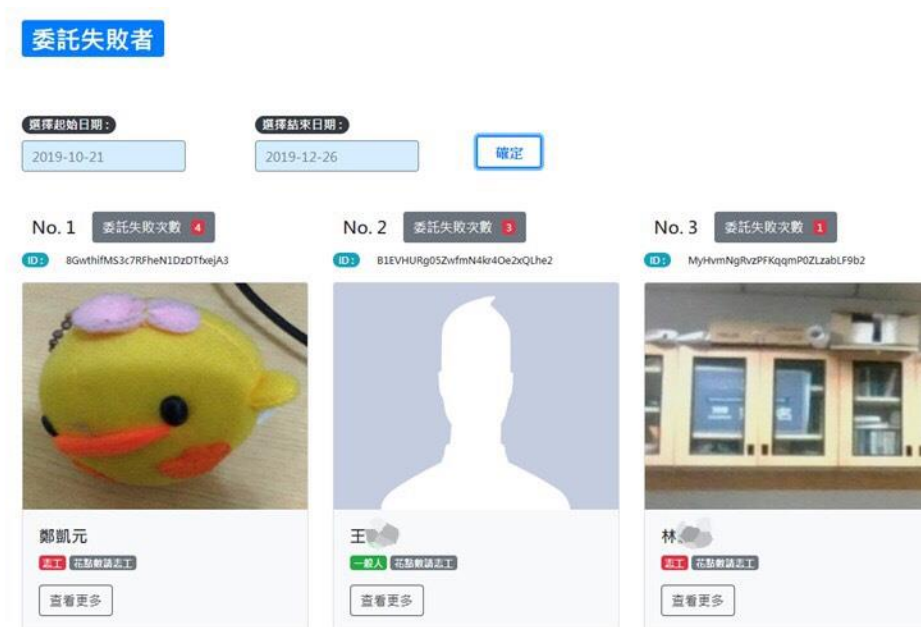 委託失敗者
選擇起始日期：
選擇結束日期：
2019-10-21
2019-12-26
確定
No. 1 委託失敗次數 4
No. 2 委託失敗次數 3
No. 3 委託失敗次數 1
ID： 8GwthifMS3c7RFheN1DzDTfxejA3
ID： B1EVHURg05ZwfmN4kr4Oe2xQLhe2
ID： MyHvmNgRvzPFKqqmP0ZLzabLF9b2
鄭凱元
王
林
志工 花點數請志工
一般人 花點數請志工
志工 花點數請志工
查看更多
查看更多
查看更多